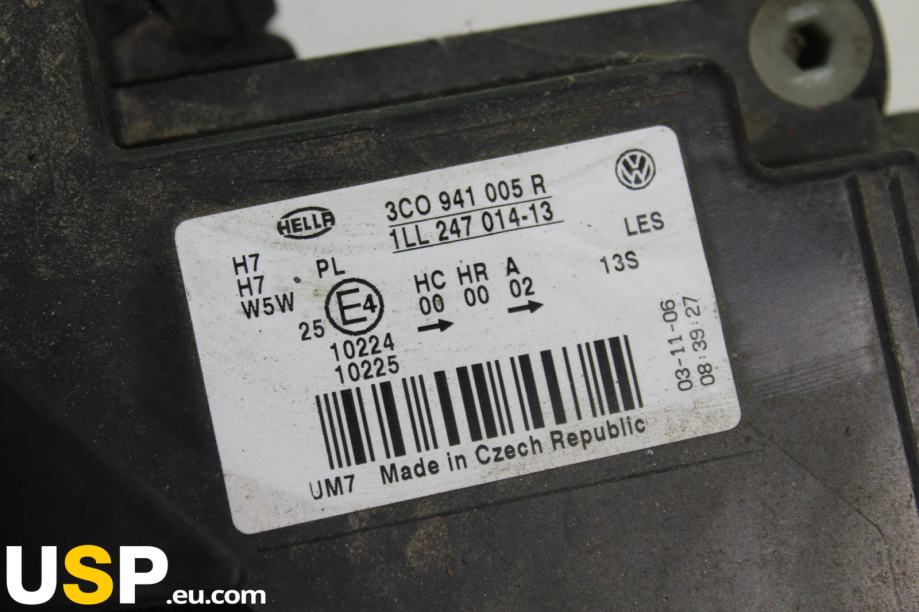 HELLA
3C0 941 005 R
1LL 247 014-13
LES
H7
H7
W5W
PL
HC HR A
00 00 02
13S
25
E4
10224
10225
03-11-06
08:39:27
UM7 Made in Czech Republic
USP.eu.com